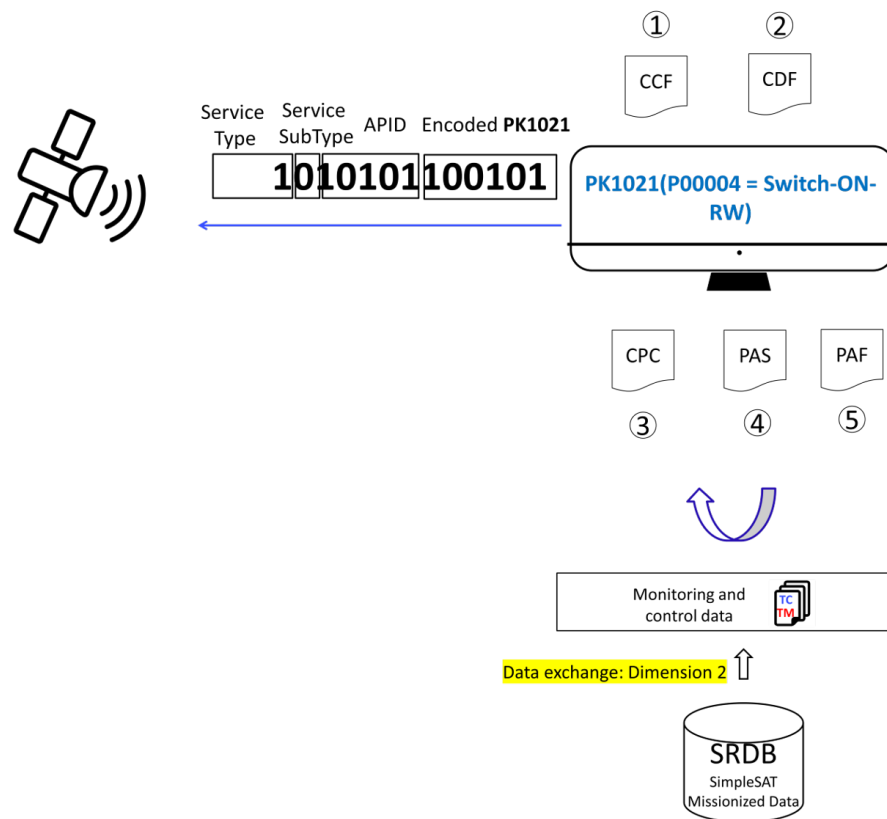 ①
②
CCF
CDF
Service
Type
Service
SubType
APID
Encoded PK1021
1010101100101
PK1021(P00004 = Switch-ON-
RW)
CPC
PAS
PAF
③
④
⑤
Monitoring and
control data
TC
TM
Data exchange: Dimension 2
SRDB
SimpleSAT
Missionized Data